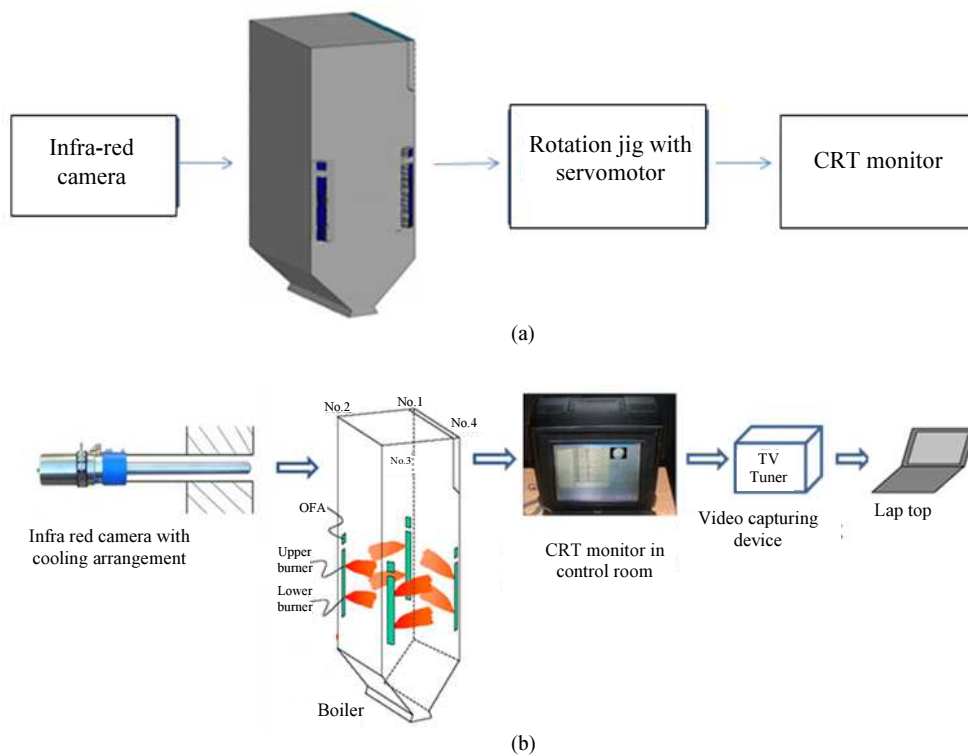 Infra-red
camera
Rotation jig with
servomotor
CRT monitor
(a)
No.1
No.2
No.4
No.3
OFA
Upper
burner
Lower
burner
Boiler
Infra red camera with
cooling arrangement
CRT monitor in
control room
TV
Tuner
Video capturing
device
Lap top
(b)